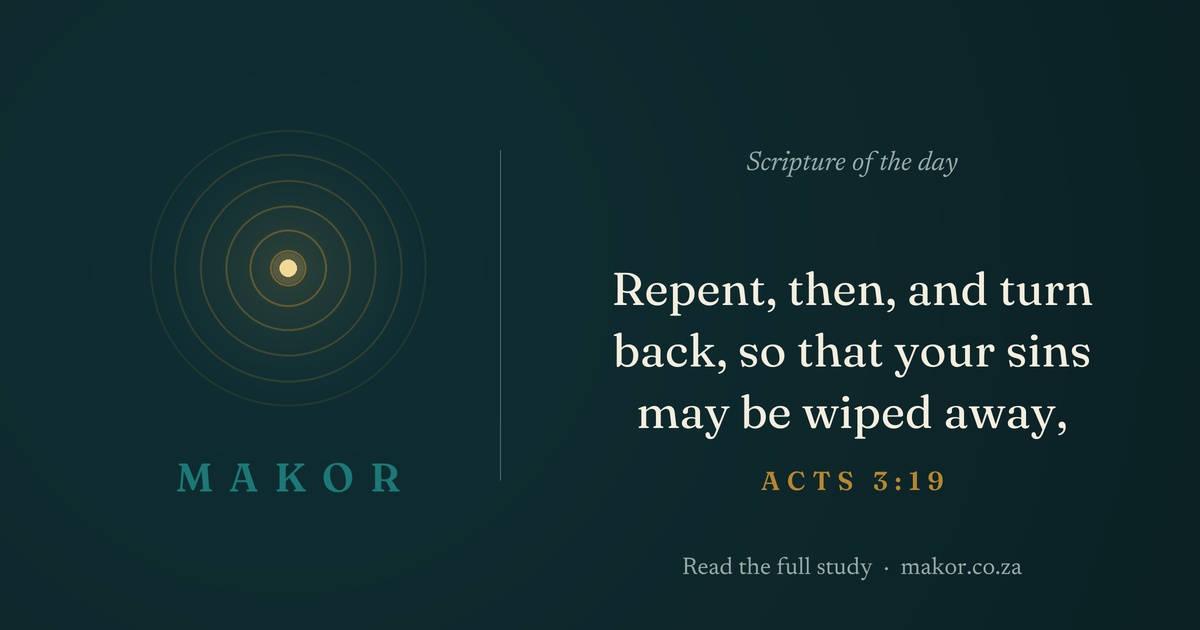 MAKOR
Scripture of the day
Repent, then, and turn
back, so that your sins
may be wiped away,
ACTS 3:19
Read the full study · makor.co.za